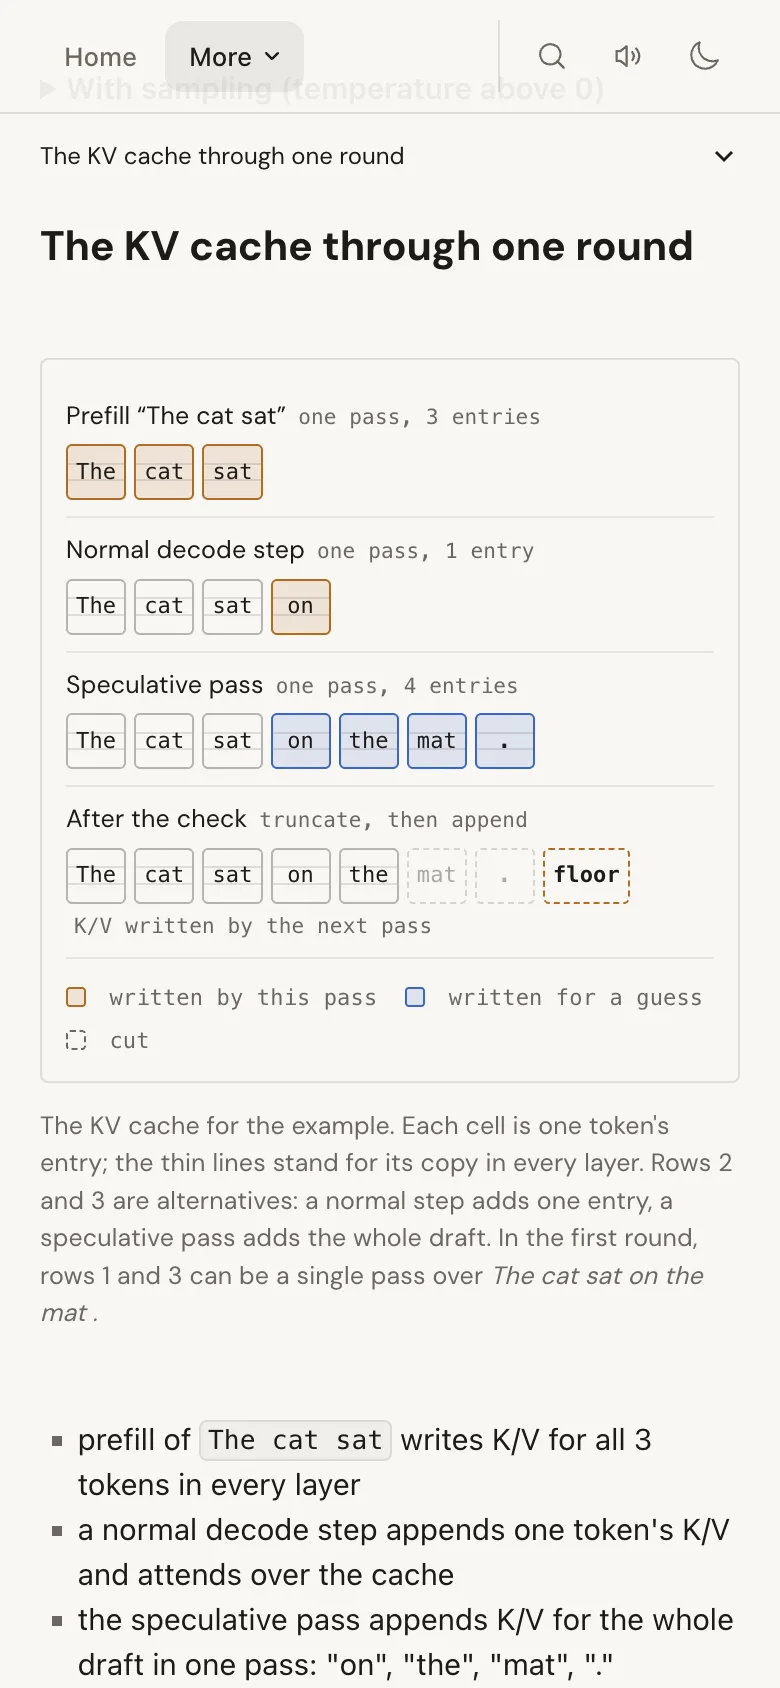 Home More
▶ With sampling (temperature above 0)
The KV cache through one round
The KV cache through one round
Prefill “The cat sat” one pass, 3 entries
The cat sat
Normal decode step one pass, 1 entry
The cat sat on
Speculative pass one pass, 4 entries
The cat sat on the mat .
After the check truncate, then append
The cat sat on the mat . floor
K/V written by the next pass
written by this pass written for a guess
cut
The KV cache for the example. Each cell is one token's
entry; the thin lines stand for its copy in every layer. Rows 2
and 3 are alternatives: a normal step adds one entry, a
speculative pass adds the whole draft. In the first round,
rows 1 and 3 can be a single pass over The cat sat on the
mat .
▪ prefill of The cat sat writes K/V for all 3
tokens in every layer
▪ a normal decode step appends one token's K/V
and attends over the cache
▪ the speculative pass appends K/V for the whole
draft in one pass: "on", "the", "mat", "."